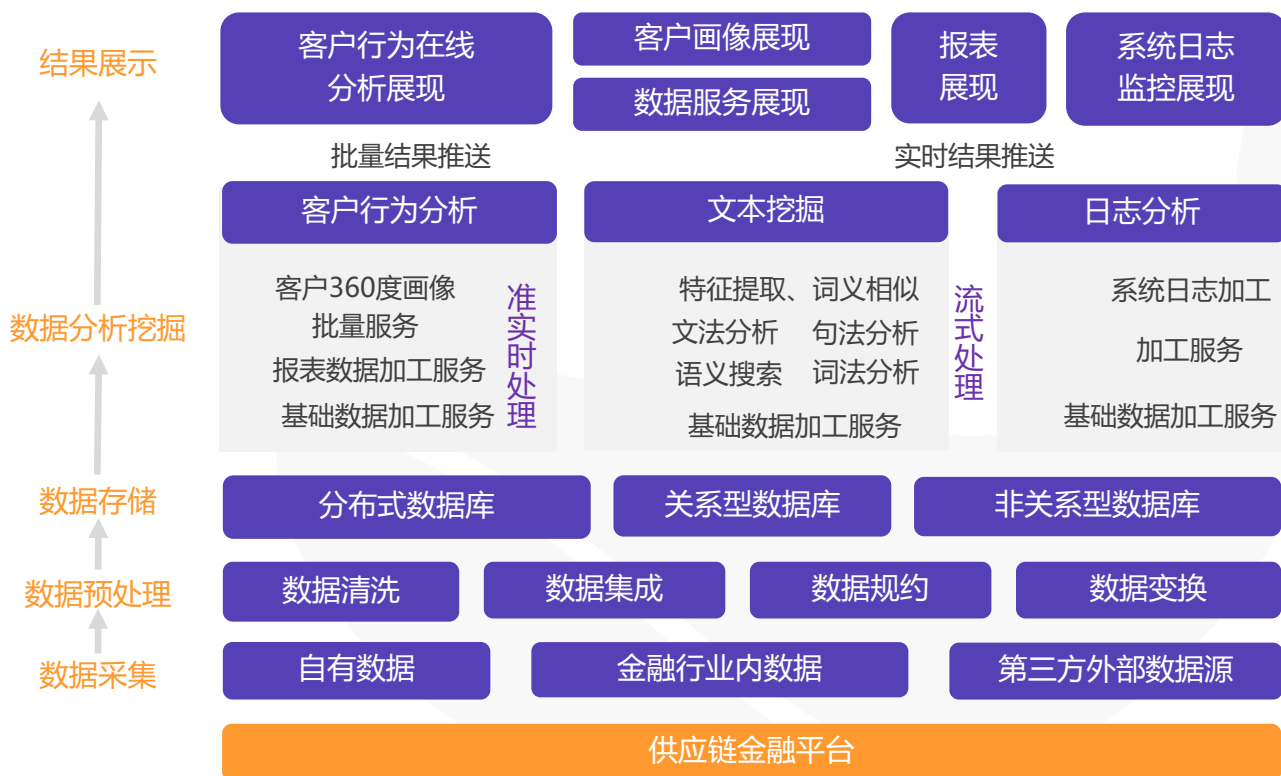 结果展示
客户行为在线
分析展现
客户画像展现
数据服务展现
报表
展现
系统日志
监控展现
批量结果推送
实时结果推送
数据分析挖掘
客户行为分析
客户360度画像
批量服务
报表数据加工服务
基础数据加工服务
准实时处理
文本挖掘
特征提取、词义相似
文法分析 句法分析
语义搜索 词法分析
基础数据加工服务
流式处理
日志分析
系统日志加工
加工服务
基础数据加工服务
数据存储
分布式数据库
关系型数据库
非关系型数据库
数据预处理
数据清洗
数据集成
数据规约
数据变换
数据采集
自有数据
金融行业内数据
第三方外部数据源
供应链金融平台